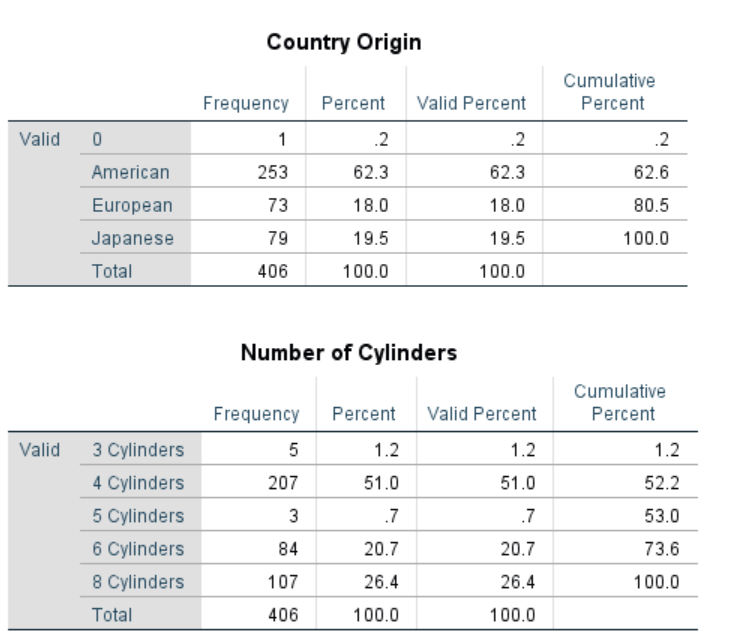 Country Origin
Cumulative
Frequency Percent Valid Percent Percent
Valid 0 1 .2 .2 .2
American 253 62.3 62.3 62.6
European 73 18.0 18.0 80.5
Japanese 79 19.5 19.5 100.0
Total 406 100.0 100.0
Number of Cylinders
Cumulative
Frequency Percent Valid Percent Percent
Valid 3 Cylinders 5 1.2 1.2 1.2
4 Cylinders 207 51.0 51.0 52.2
5 Cylinders 3 .7 .7 53.0
6 Cylinders 84 20.7 20.7 73.6
8 Cylinders 107 26.4 26.4 100.0
Total 406 100.0 100.0